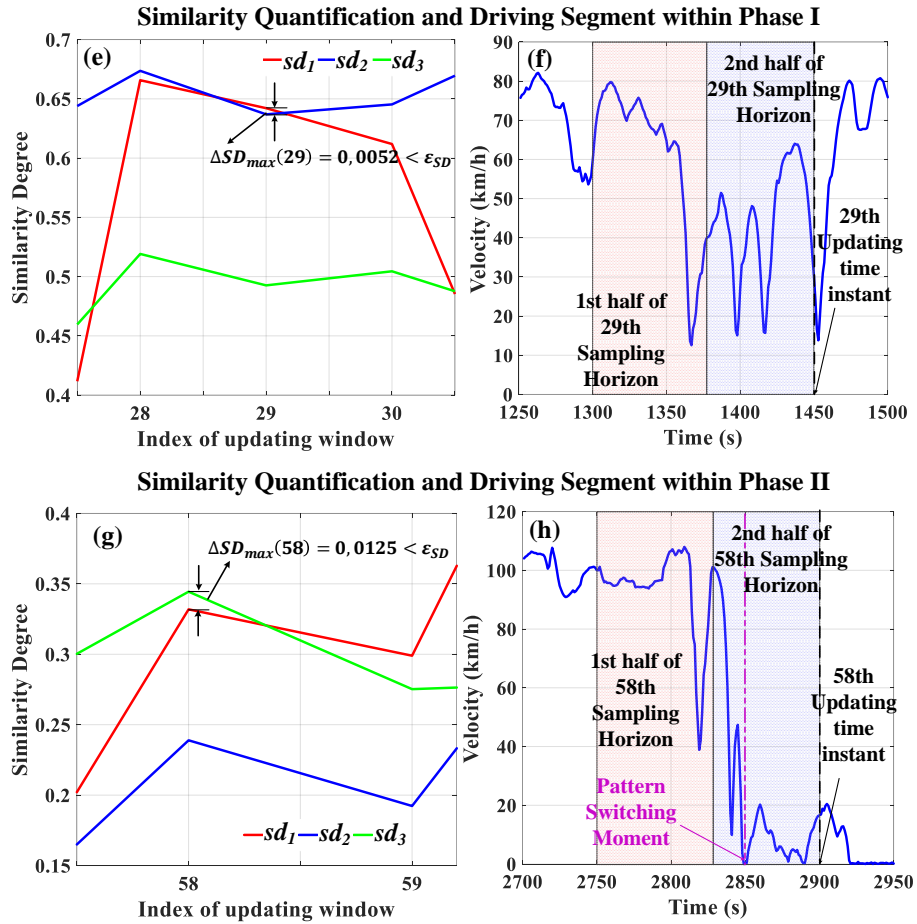 Similarity Quantification and Driving Segment within Phase I
(e)
sd1 sd2 sd3
ΔSDmax(29) = 0,0052 < εSD
Similarity Degree
0.7
0.65
0.6
0.55
0.5
0.45
0.4
28 29 30
Index of updating window
(f)
2nd half of
29th Sampling
Horizon
1st half of
29th
Sampling
Horizon
29th
Updating
time
instant
Velocity (km/h)
90
80
70
60
50
40
30
20
10
0
1250 1300 1350 1400 1450 1500
Time (s)
Similarity Quantification and Driving Segment within Phase II
(g)
ΔSDmax(58) = 0,0125 < εSD
sd1 sd2 sd3
Similarity Degree
0.35
0.3
0.25
0.2
0.15
58 59
Index of updating window
(h)
2nd half of
58th Sampling
Horizon
1st half of
58th
Sampling
Horizon
58th
Updating
time
instant
Pattern
Switching
Moment
Velocity (km/h)
120
100
80
60
40
20
0
2700 2750 2800 2850 2900 2950
Time (s)